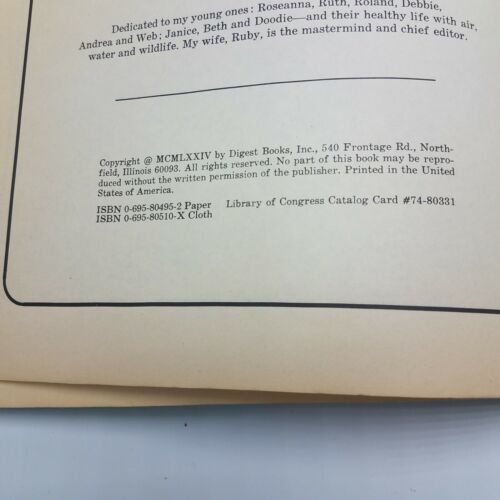 Dedicated to my young ones: Roseanna, Ruth, Roland, Debbie,
Andrea and Web; Janice, Beth and Doodie—and their healthy life with air,
water and wildlife. My wife, Ruby, is the mastermind and chief editor.
Copyright @ MCMLXXIV by Digest Books, Inc., 540 Frontage Rd., North-
field, Illinois 60093. All rights reserved. No part of this book may be repro-
duced without the written permission of the publisher. Printed in the United
States of America.
ISBN 0-695-80495-2 Paper Library of Congress Catalog Card #74-80331
ISBN 0-695-80510-X Cloth